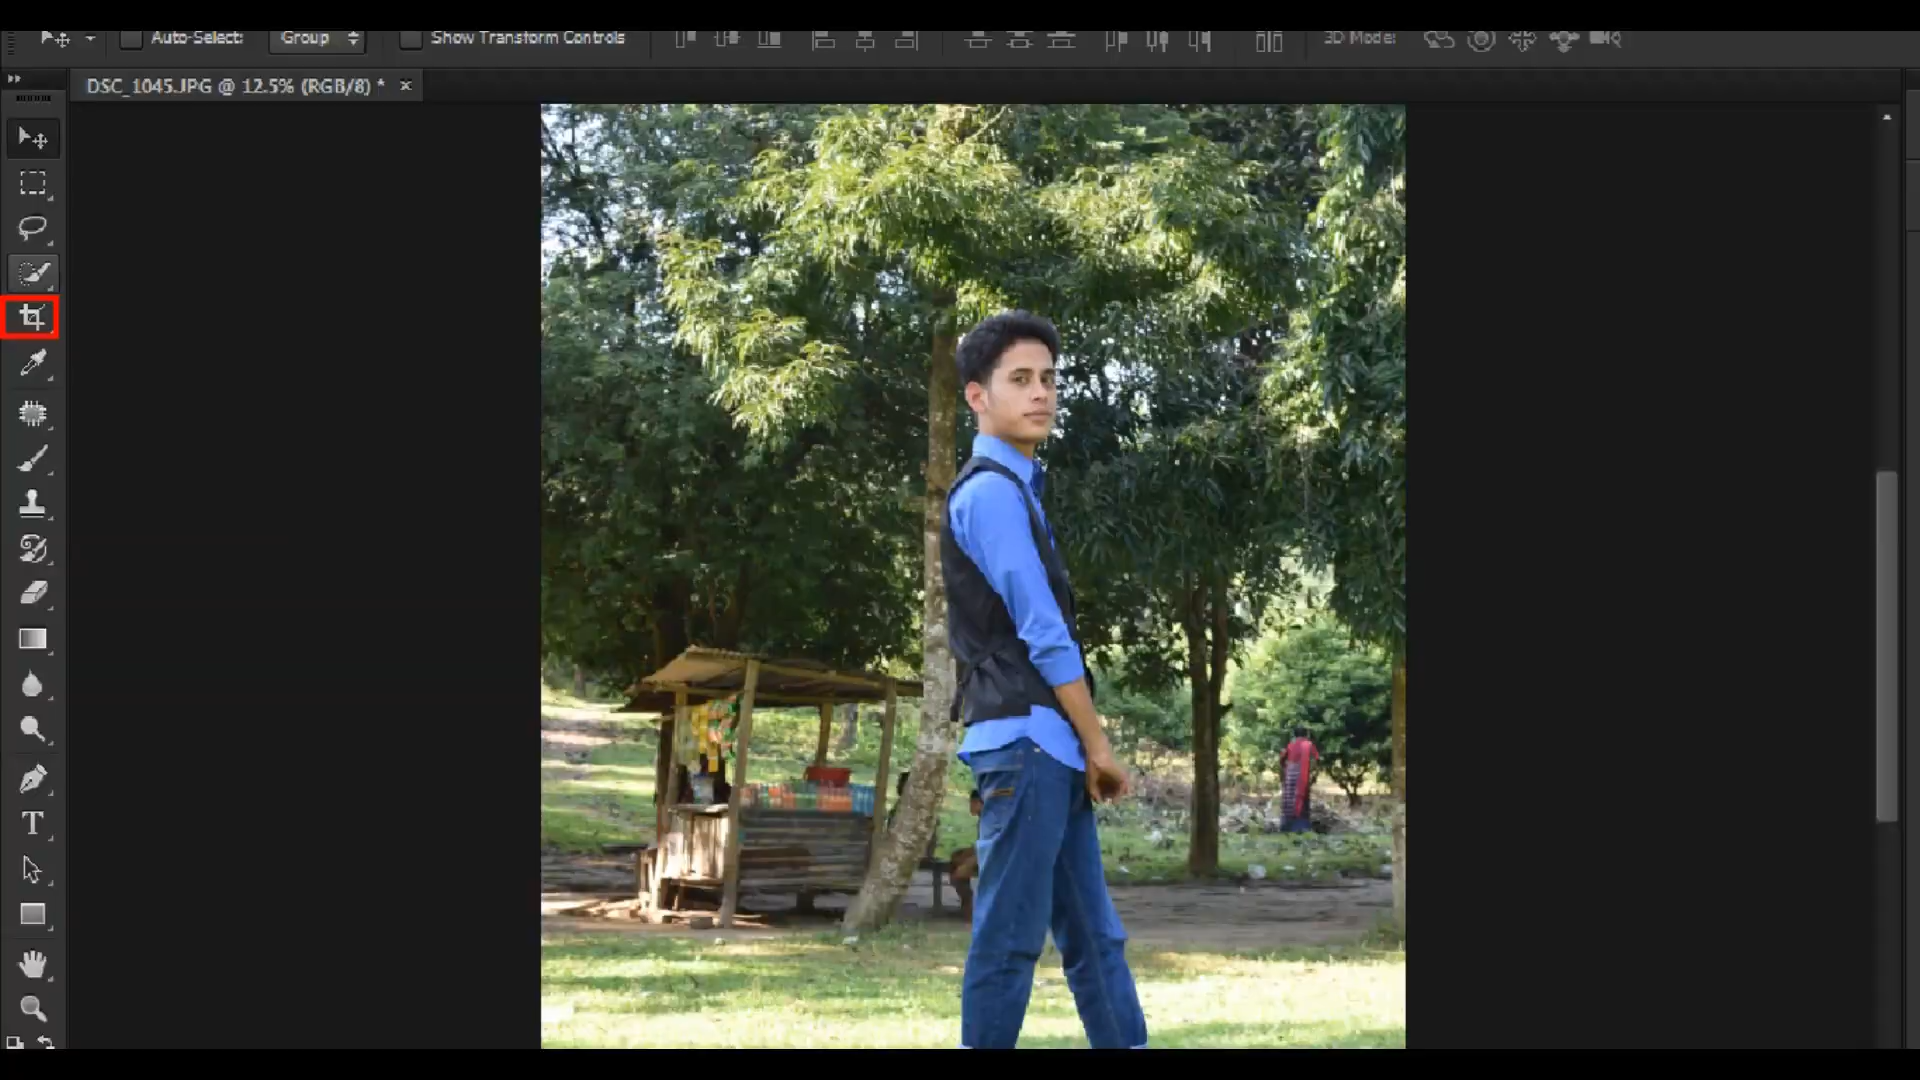 Auto-Select: Group Show Transform Controls 3D Mode:
DSC_1045.JPG @ 12.5% (RGB/8) * ×
T